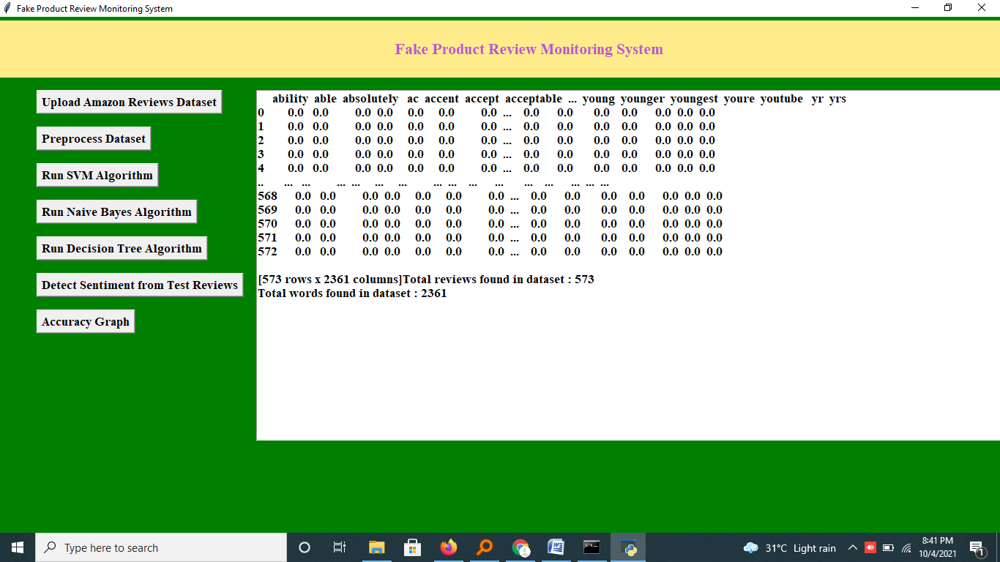 Fake Product Review Monitoring System
Fake Product Review Monitoring System
Upload Amazon Reviews Dataset
Preprocess Dataset
Run SVM Algorithm
Run Naive Bayes Algorithm
Run Decision Tree Algorithm
Detect Sentiment from Test Reviews
Accuracy Graph
ability able absolutely ac accent accept acceptable ... young younger youngest youre youtube yr yrs
0 0.0 0.0 0.0 0.0 0.0 0.0 0.0 ... 0.0 0.0 0.0 0.0 0.0 0.0 0.0
1 0.0 0.0 0.0 0.0 0.0 0.0 0.0 ... 0.0 0.0 0.0 0.0 0.0 0.0 0.0
2 0.0 0.0 0.0 0.0 0.0 0.0 0.0 ... 0.0 0.0 0.0 0.0 0.0 0.0 0.0
3 0.0 0.0 0.0 0.0 0.0 0.0 0.0 ... 0.0 0.0 0.0 0.0 0.0 0.0 0.0
4 0.0 0.0 0.0 0.0 0.0 0.0 0.0 ... 0.0 0.0 0.0 0.0 0.0 0.0 0.0
.. ... ... ... ... ... ... ... ... ... ... ... ... ... ... ...
568 0.0 0.0 0.0 0.0 0.0 0.0 0.0 ... 0.0 0.0 0.0 0.0 0.0 0.0 0.0
569 0.0 0.0 0.0 0.0 0.0 0.0 0.0 ... 0.0 0.0 0.0 0.0 0.0 0.0 0.0
570 0.0 0.0 0.0 0.0 0.0 0.0 0.0 ... 0.0 0.0 0.0 0.0 0.0 0.0 0.0
571 0.0 0.0 0.0 0.0 0.0 0.0 0.0 ... 0.0 0.0 0.0 0.0 0.0 0.0 0.0
572 0.0 0.0 0.0 0.0 0.0 0.0 0.0 ... 0.0 0.0 0.0 0.0 0.0 0.0 0.0
[573 rows x 2361 columns]Total reviews found in dataset : 573
Total words found in dataset : 2361
Type here to search
31°C Light rain
8:41 PM
10/4/2021
1